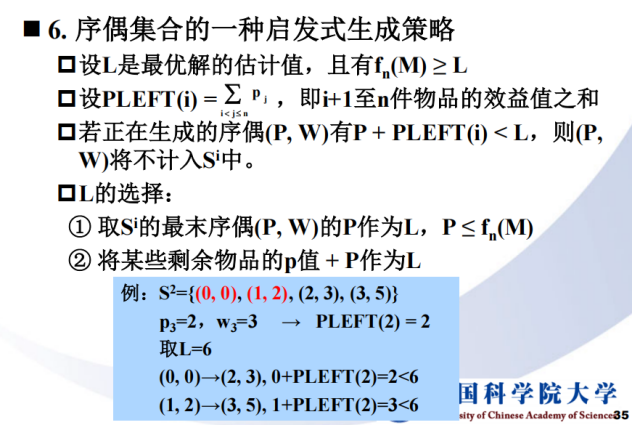 ■ 6. 序偶集合的一种启发式生成策略
设L是最优解的估计值，且有fn(M) ≥ L
设PLEFT(i) = ∑ i<j≤n pj ，即i+1至n件物品的效益值之和
若正在生成的序偶(P, W)有P + PLEFT(i) < L，则(P,
W)将不计入Si中。
L的选择：
① 取Si的最末序偶(P, W)的P作为L，P ≤ fn(M)
② 将某些剩余物品的p值 + P作为L
例：S2={(0, 0), (1, 2), (2, 3), (3, 5)}
p3=2，w3=3 → PLEFT(2) = 2
取L=6
(0, 0)→(2, 3), 0+PLEFT(2)=2<6
(1, 2)→(3, 5), 1+PLEFT(2)=3<6
国科学院大学
sity of Chinese Academy of Sciences
35